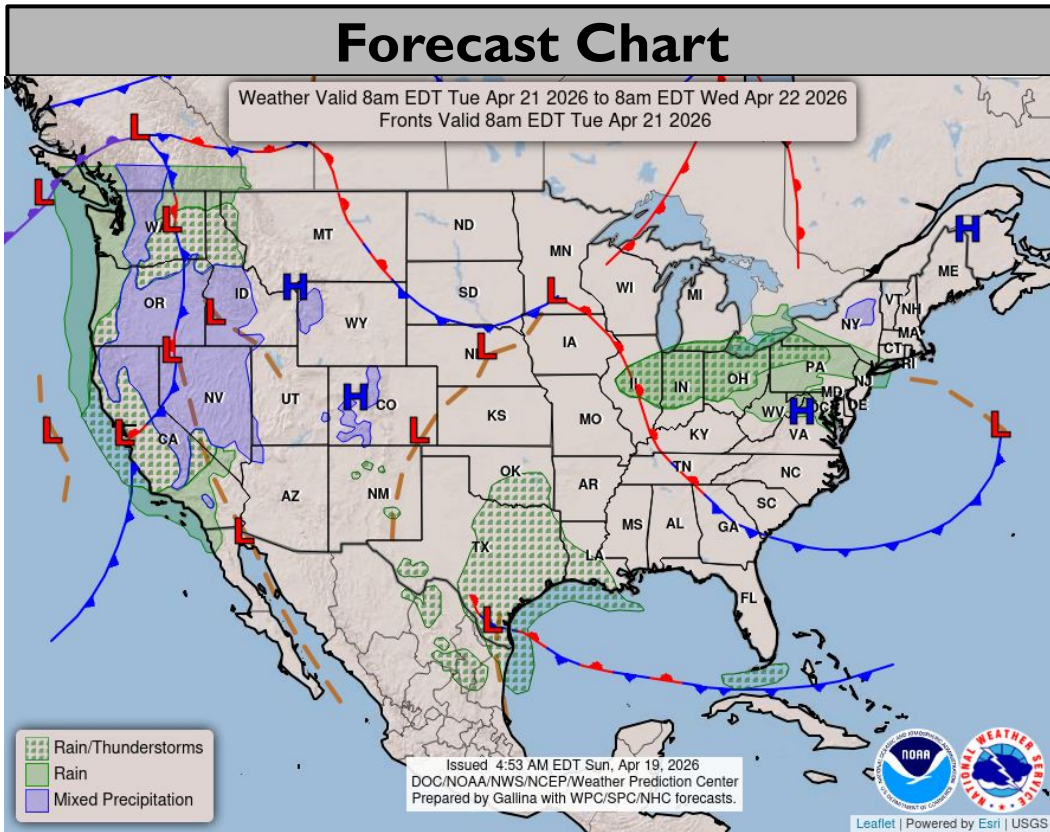 Forecast Chart
Weather Valid 8am EDT Tue Apr 21 2026 to 8am EDT Wed Apr 22 2026
Fronts Valid 8am EDT Tue Apr 21 2026
L
L
WA
L
MT
ND
MN
H
ME
OR
ID
H
L
SD
WI
MI
VT
NH
NY
MA
CT
RI
WY
L
L
NE
L
IA
IL
IN
OH
PA
NJ
MD
DE
DC
WV
H
VA
NV
UT
H
CO
KS
MO
KY
L
L
CA
L
L
AZ
NM
OK
AR
TN
NC
SC
MS
AL
GA
L
TX
LA
FL
L
Rain/Thunderstorms
Rain
Mixed Precipitation
Issued 4:53 AM EDT Sun, Apr 19, 2026
DOC/NOAA/NWS/NCEP/Weather Prediction Center
Prepared by Gallina with WPC/SPC/NHC forecasts.
NOAA
NATIONAL WEATHER SERVICE
Leaflet | Powered by Esri | USGS